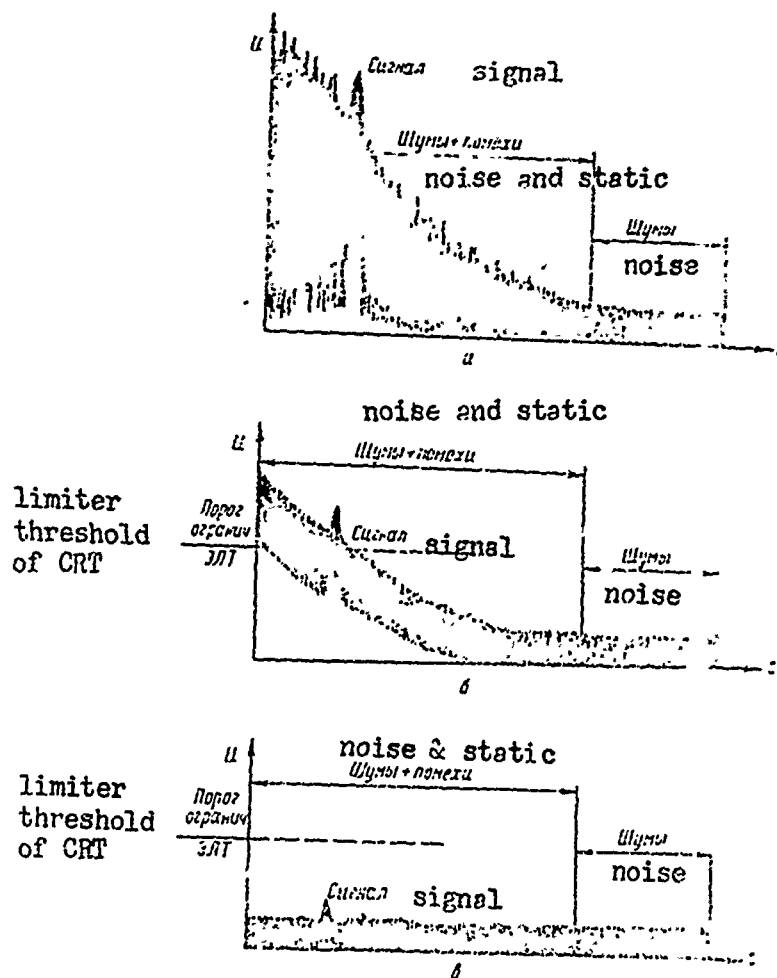 U
Сигнал signal
Шумы+помехи
noise and static
Шумы
noise
а
noise and static
U
Шумы+помехи
limiter
threshold
of CRT
Порог
огранич
ЭЛТ
Сигнал signal
Шумы
noise
б
noise & static
U
Шумы+помехи
limiter
threshold
of CRT
Порог
огранич
ЭЛТ
Шумы
noise
Сигнал signal
в